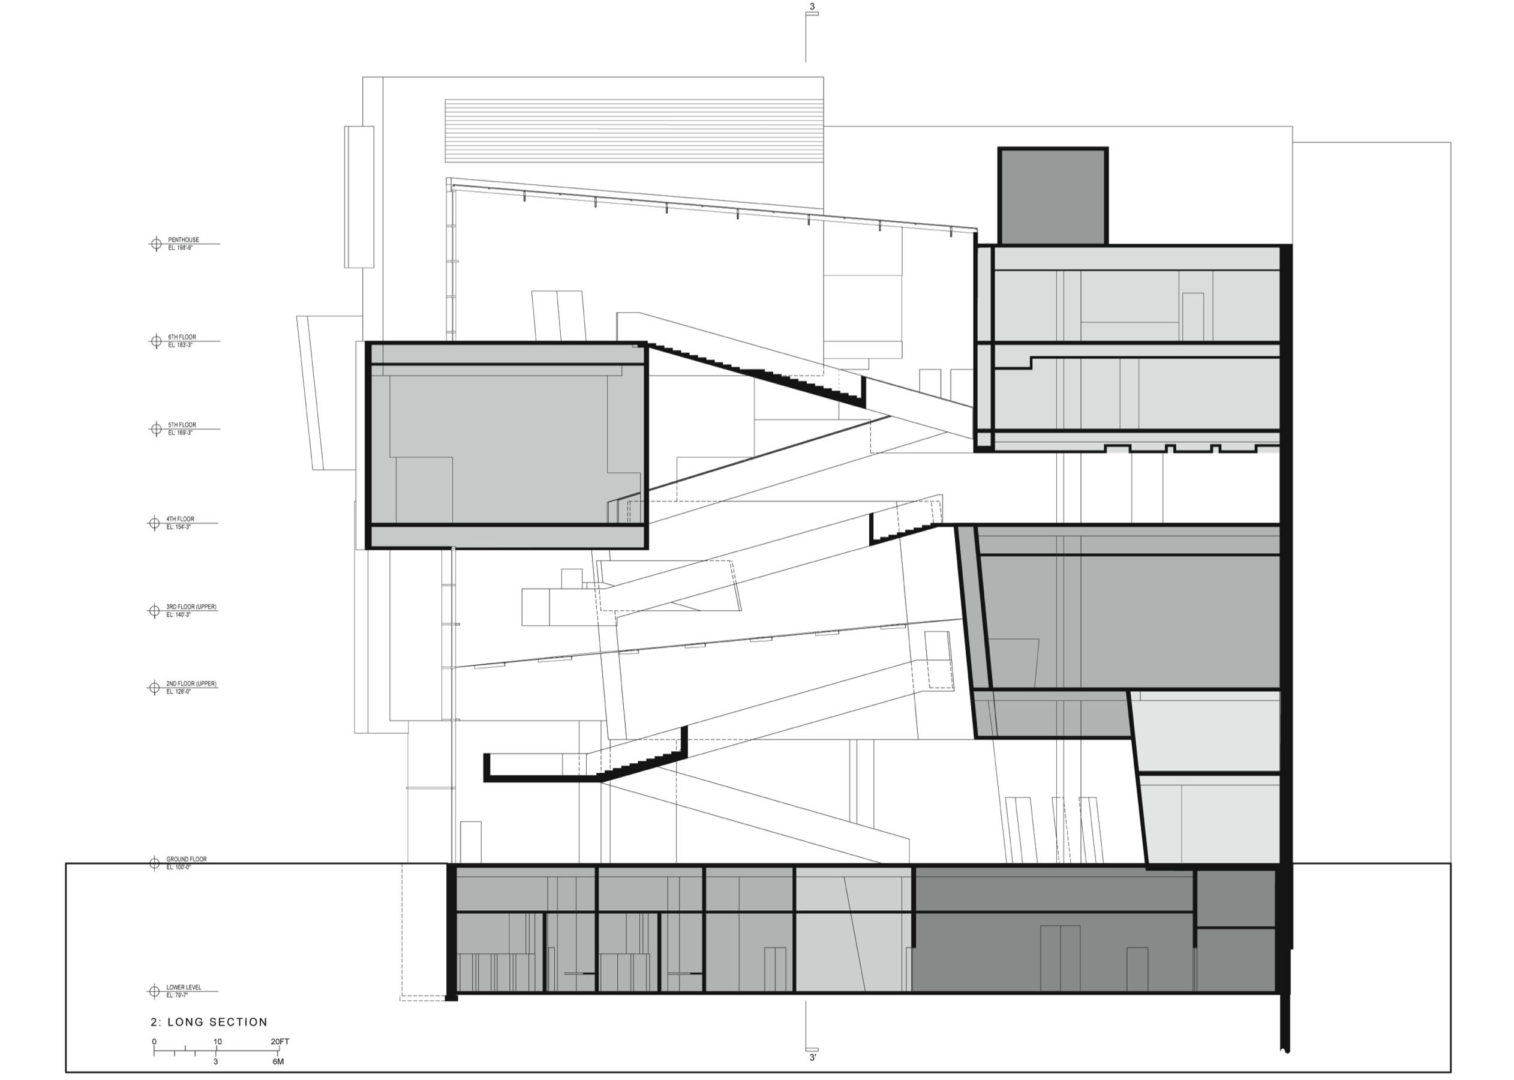 3
PENTHOUSE
EL. 198'-9"
6TH FLOOR
EL. 183'-3"
5TH FLOOR
EL. 169'-3"
4TH FLOOR
EL. 154'-3"
3RD FLOOR (UPPER)
EL. 140'-3"
2ND FLOOR (UPPER)
EL. 128'-0"
GROUND FLOOR
EL. 100'-0"
LOWER LEVEL
EL. 79'-7"
2: LONG SECTION
0 10 20FT
3 6M
3'